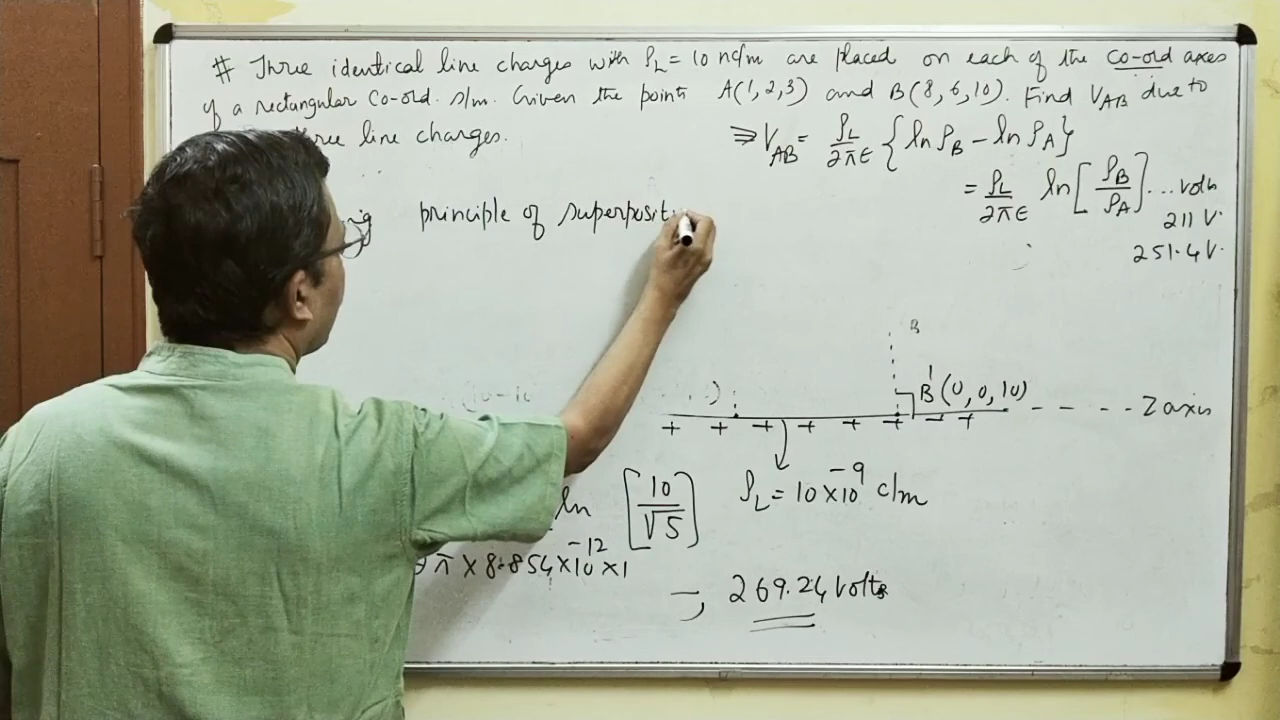 # Three identical line charges with ρL = 10 nc/m are placed on each of the co-ord axes
of a rectangular co-ord. s/m. Given the points A(1,2,3) and B(8,6,10). Find VAB due to
three line charges.
⇒ VAB = ρL/2πϵ {ln ρB – ln ρA}
= ρL/2πϵ ln[ρB/ρA]... volts
211 V.
251.4 V.
principle of superposit
B
B(0,0,10)
+ + + + + + + + Z axis
ρL = 10×10⁻⁹ c/m
ln [10/√5]
π × 8.854×10⁻¹² ×1
269.24 volts